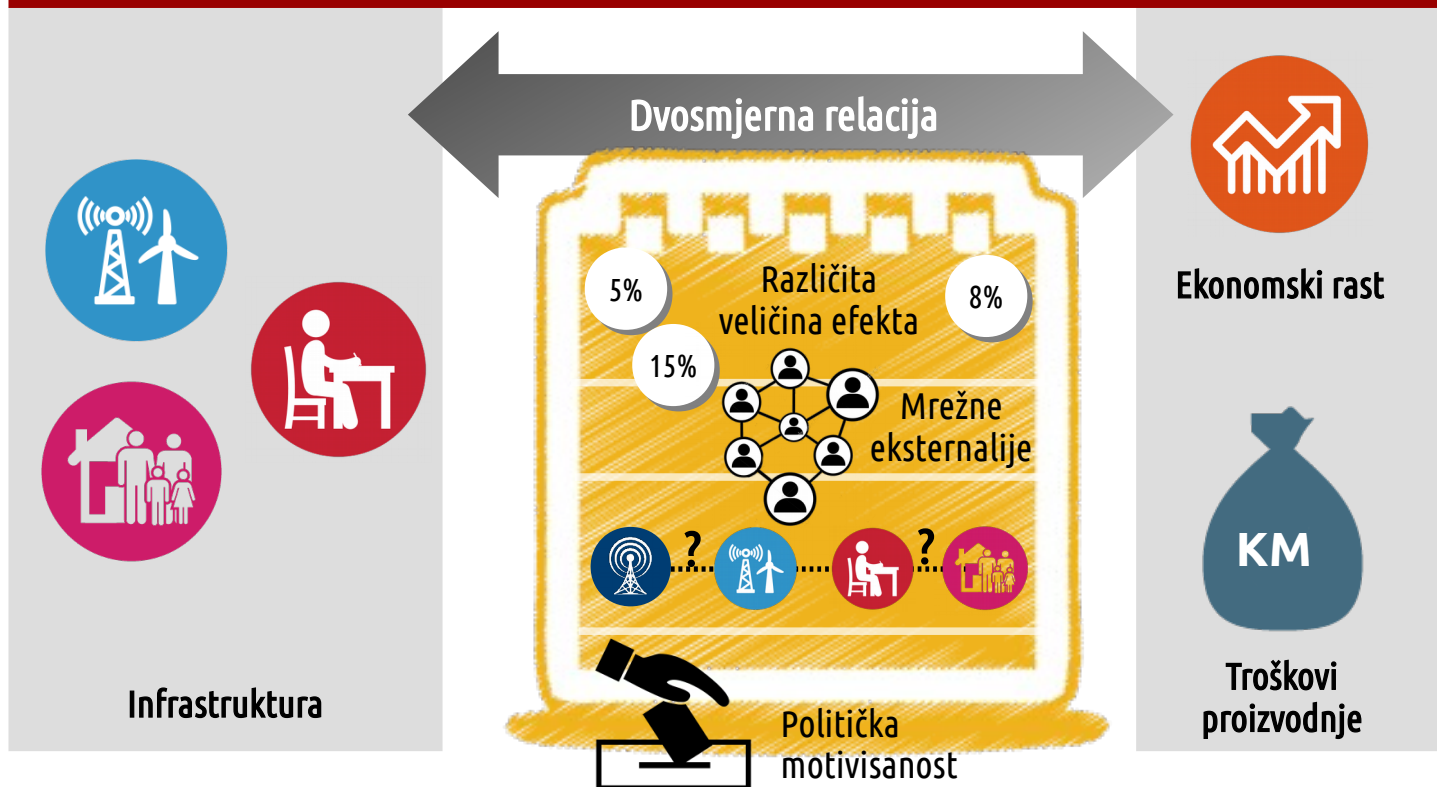 Dvosmjerna relacija
5%
Različita
veličina efekta
8%
15%
Mrežne
eksternalije
?
?
Politička
motivisanost
Infrastruktura
Ekonomski rast
KM
Troškovi
proizvodnje